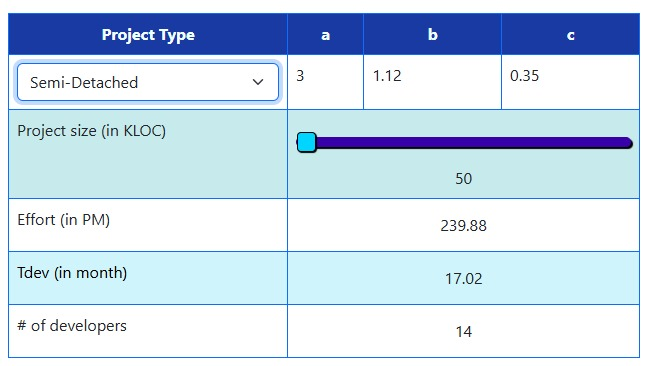 Project Type a b c
Semi-Detached 3 1.12 0.35
Project size (in KLOC)
50
Effort (in PM) 239.88
Tdev (in month) 17.02
# of developers 14